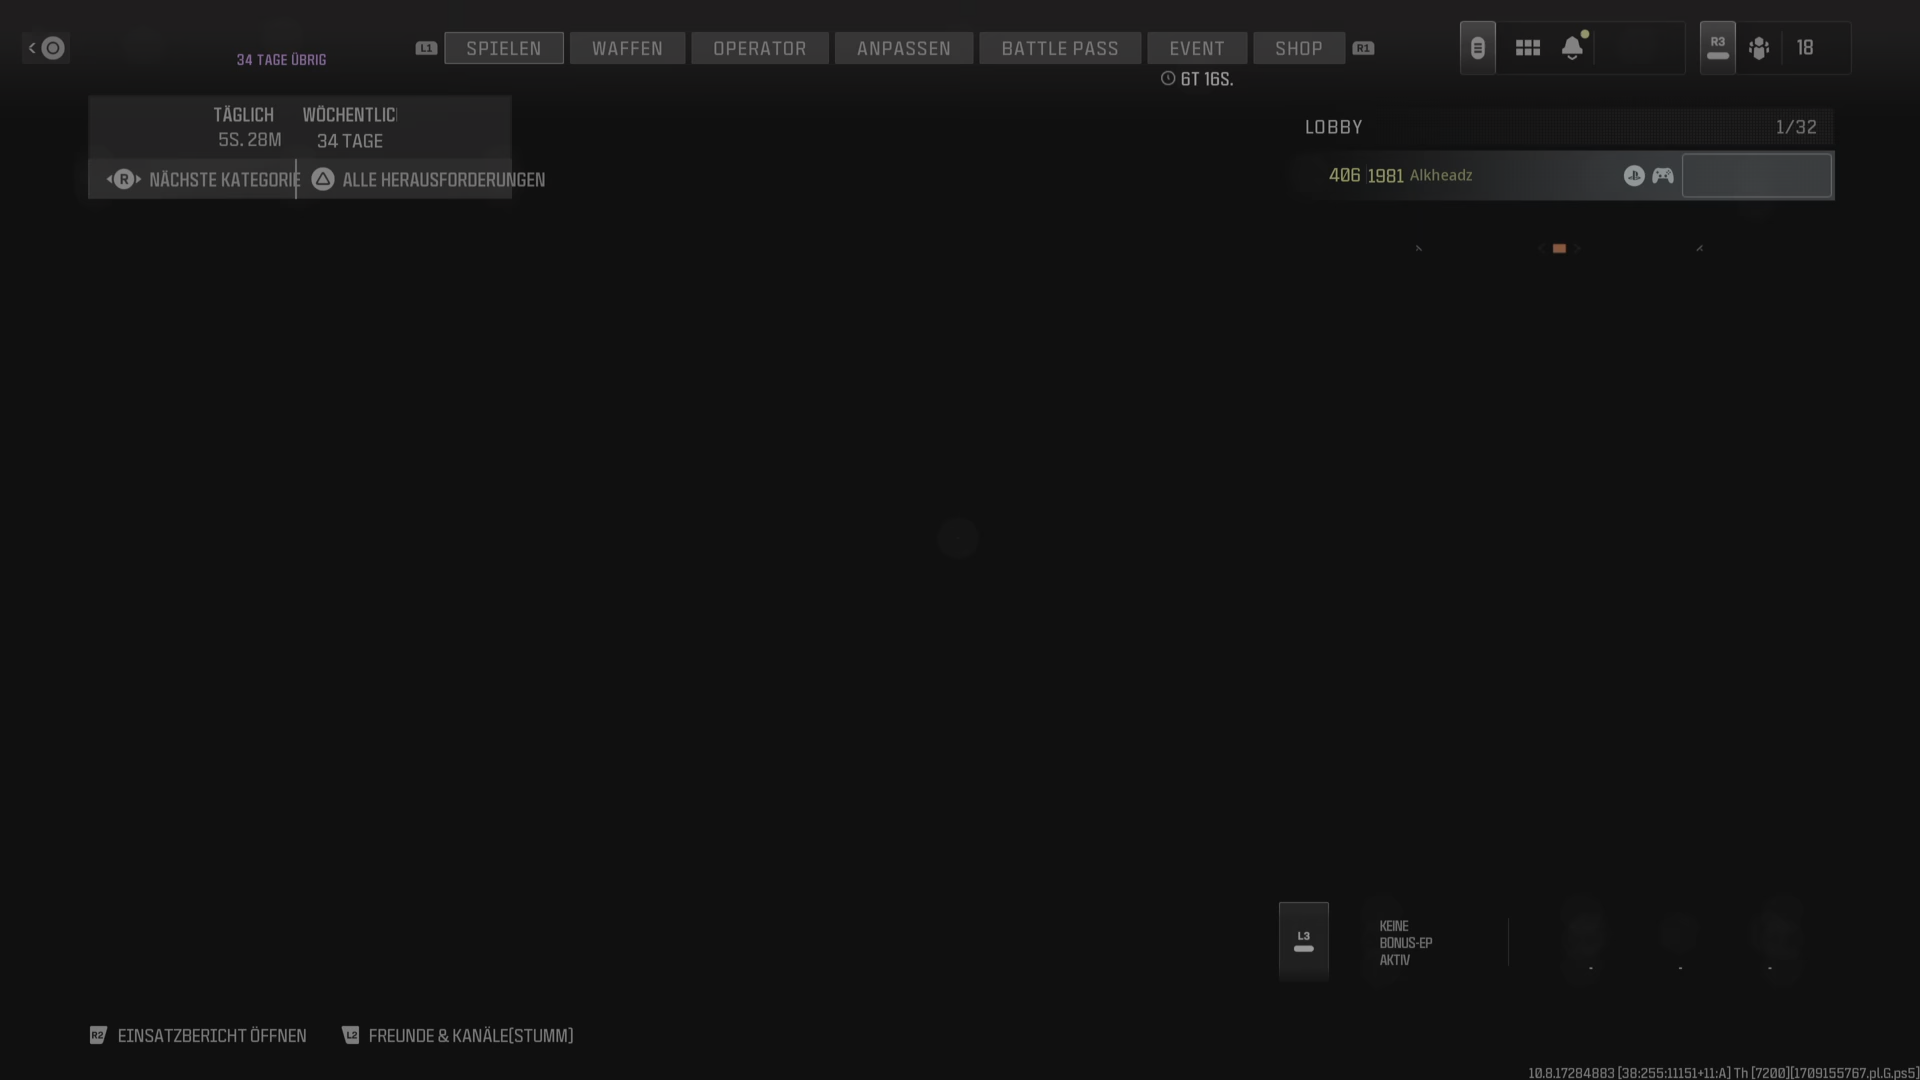 34 TAGE ÜBRIG
L1 SPIELEN WAFFEN OPERATOR ANPASSEN BATTLE PASS EVENT SHOP R1
6T 16S.
R3 18
TÄGLICH WÖCHENTLIC
5S. 28M 34 TAGE
R NÄCHSTE KATEGORIE ALLE HERAUSFORDERUNGEN
LOBBY 1/32
406 1981 Alkheadz
L3
KEINE
BONUS-EP
AKTIV
R2 EINSATZBERICHT ÖFFNEN L2 FREUNDE & KANÄLE(STUMM)
10.8.17284883 [38:255:11151+11:A] Th [7200][1709155767.pl.G.ps5]